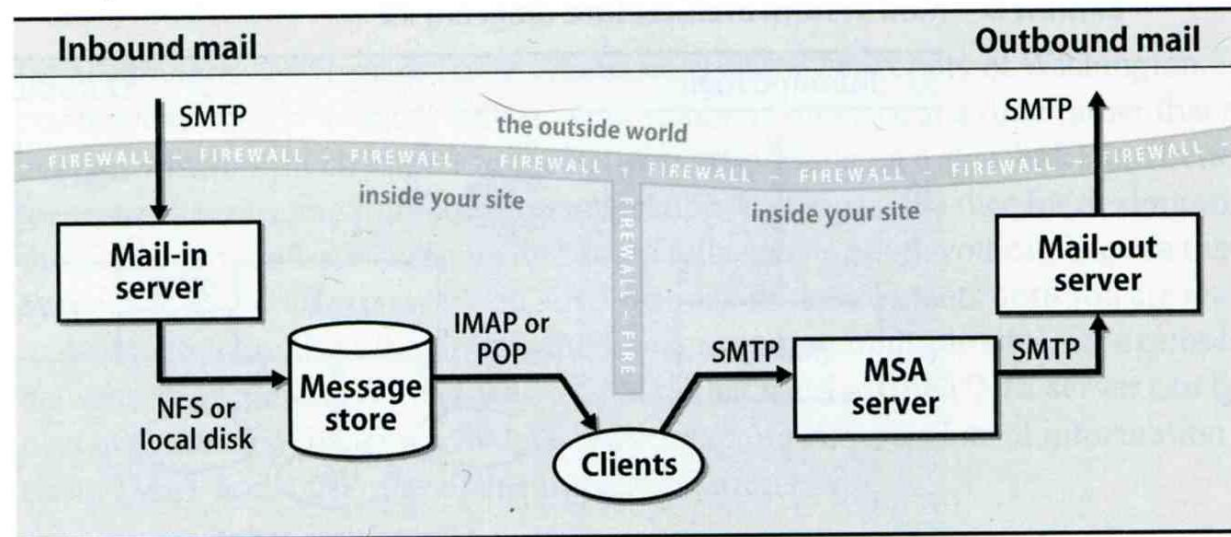 Inbound mail
Outbound mail
SMTP
SMTP
the outside world
- FIREWALL - FIREWALL - FIREWALL - FIREWALL - FIREWALL + FIREWALL - FIREWALL - FIREWALL - FIREWALL - FIREWALL -
inside your site
inside your site
FIREWALL - FIRE
Mail-in
server
Mail-out
server
NFS or
local disk
Message
store
IMAP or
POP
Clients
SMTP
MSA
server
SMTP